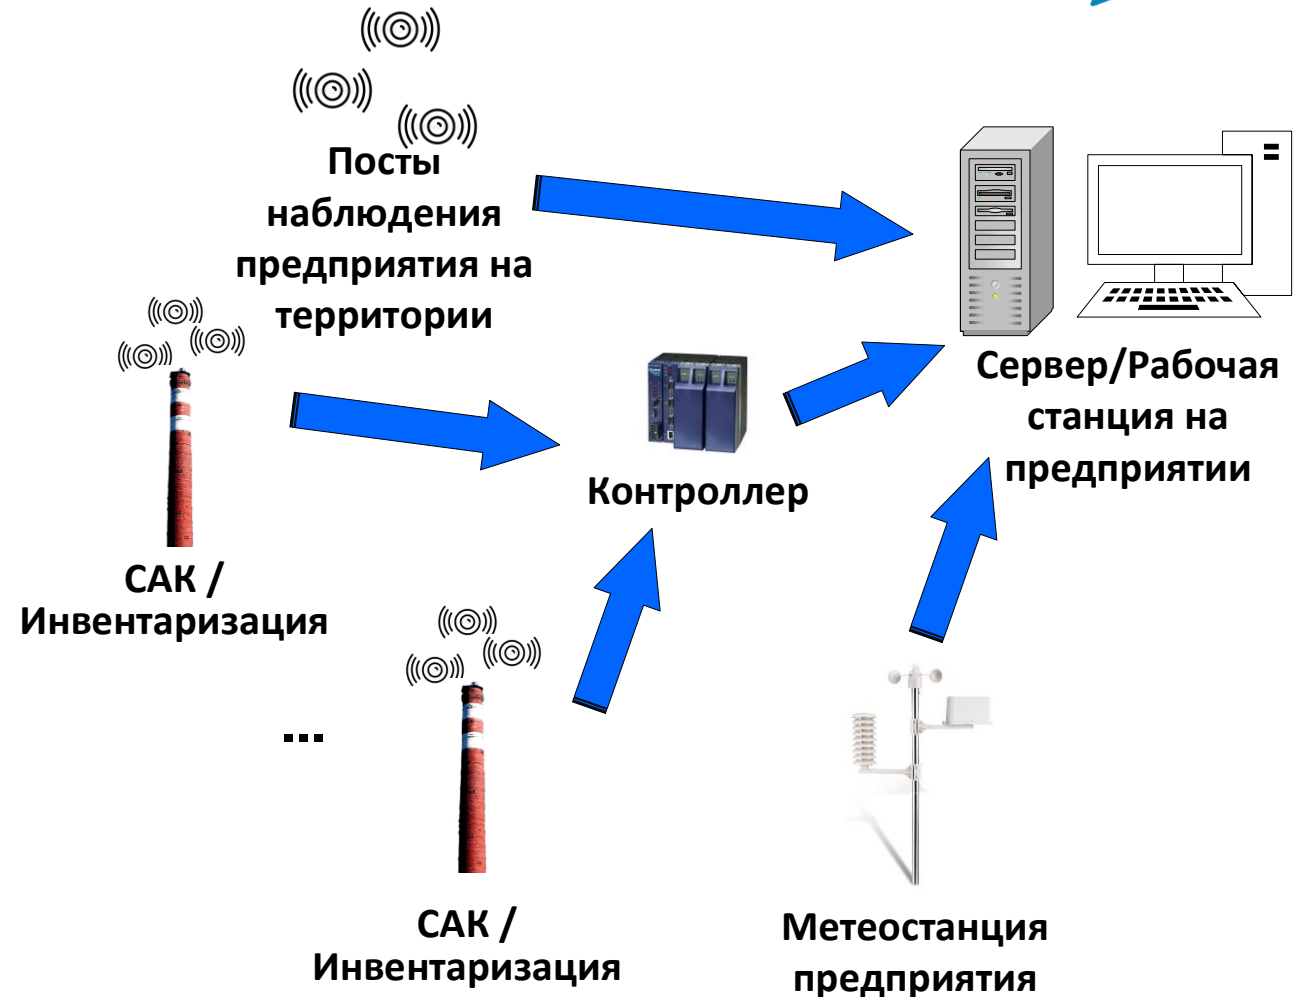 Посты
наблюдения
предприятия на
территории
Сервер/Рабочая
станция на
предприятии
Контроллер
САК /
Инвентаризация
...
САК /
Инвентаризация
Метеостанция
предприятия